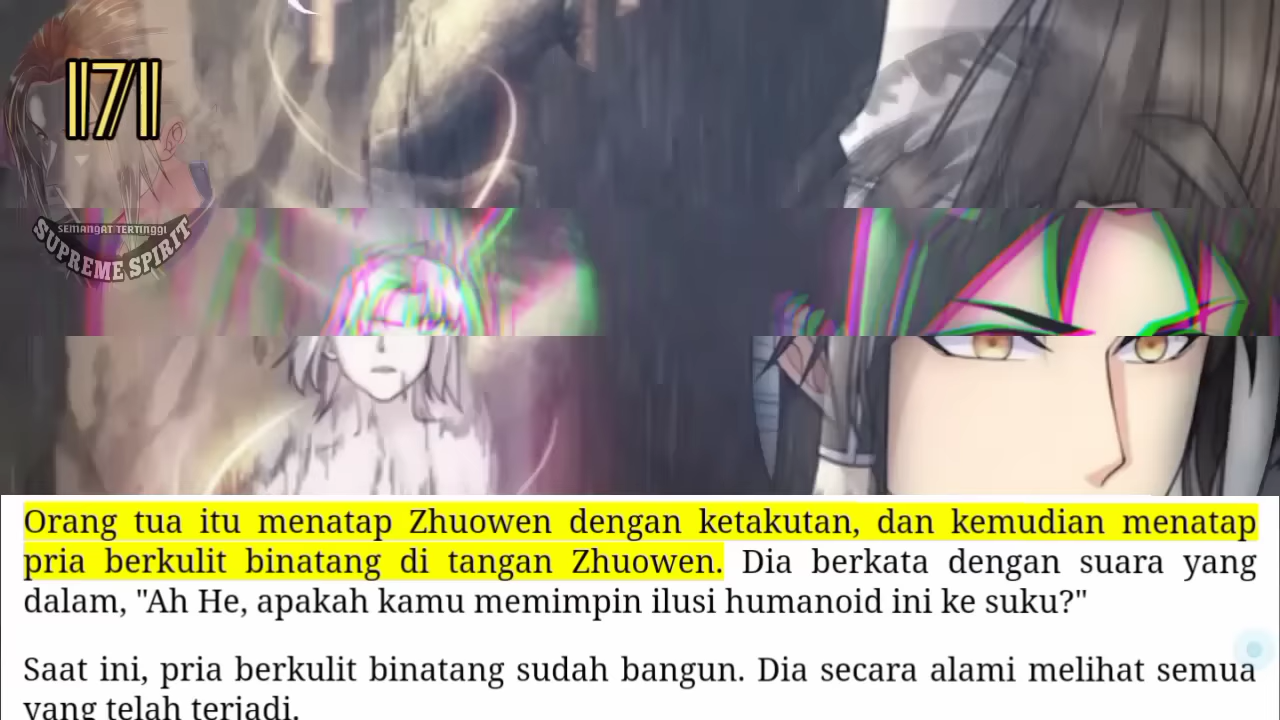 171
SEMANGAT TERTINGGI
SUPREME SPIRIT
Orang tua itu menatap Zhuowen dengan ketakutan, dan kemudian menatap
pria berkulit binatang di tangan Zhuowen. Dia berkata dengan suara yang
dalam, "Ah He, apakah kamu memimpin ilusi humanoid ini ke suku?"
Saat ini, pria berkulit binatang sudah bangun. Dia secara alami melihat semua
yang telah terjadi.